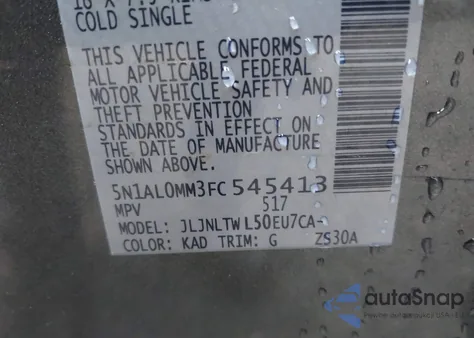 COLD SINGLE
THIS VEHICLE CONFORMS TO
ALL APPLICABLE FEDERAL
MOTOR VEHICLE SAFETY AND
THEFT PREVENTION
STANDARDS IN EFFECT ON
THE DATE OF MANUFACTURE
SHOWN ABOVE.
5N1AL0MM3FC545413
MPV 517
MODEL: JLJNLTWL50EU7CA-
COLOR: KAD TRIM: G ZS30A
autoSnap